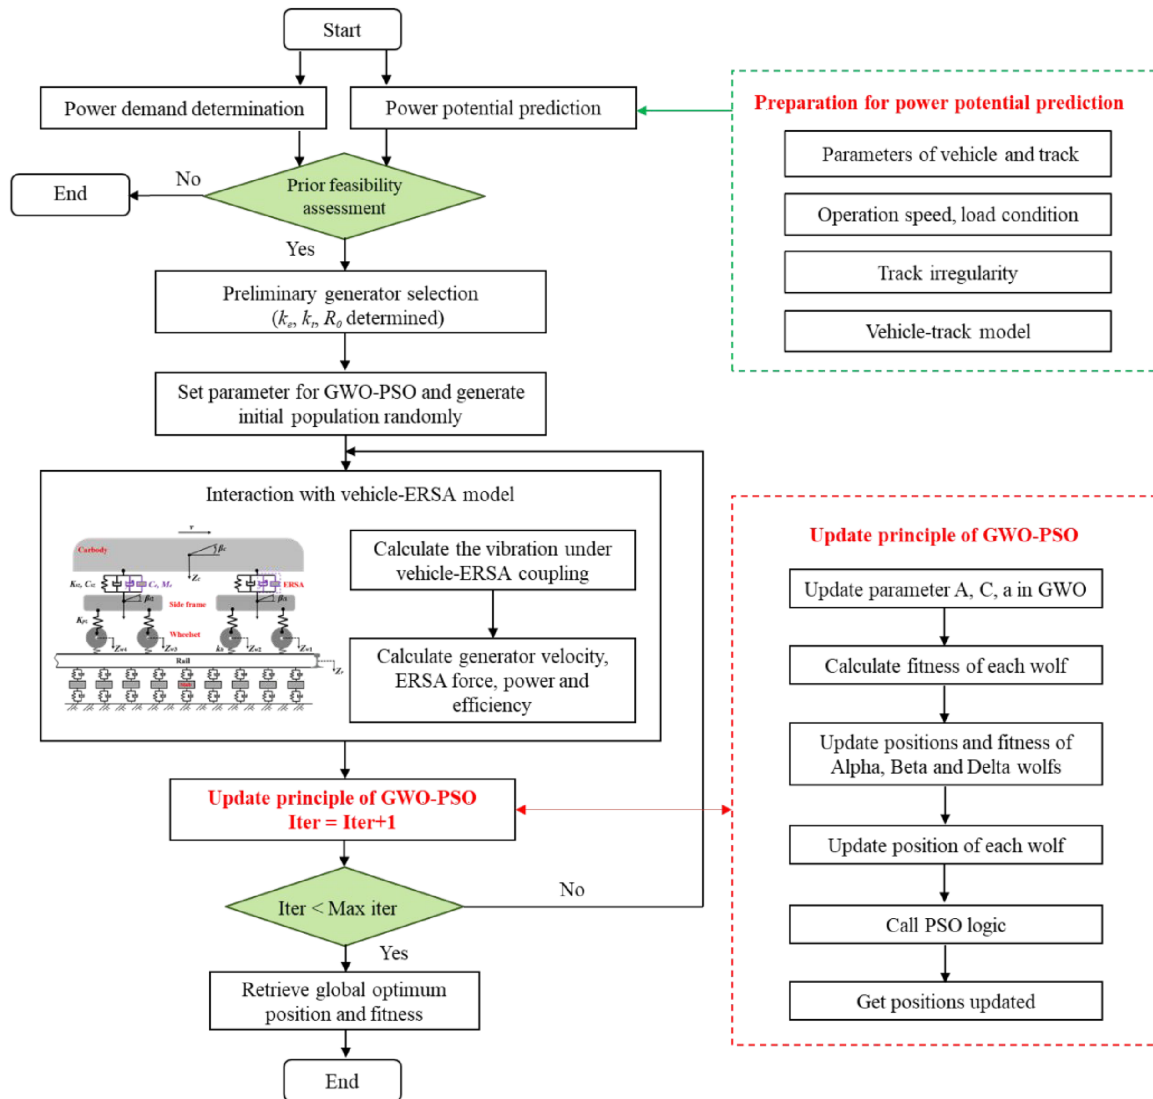 Start
Power demand determination
Power potential prediction
No
End
Prior feasibility
assessment
Yes
Preliminary generator selection
(ke, kt, R0 determined)
Set parameter for GWO-PSO and generate
initial population randomly
Interaction with vehicle-ERSA model
v
Carbody
βc
Zc
ERSA
Side frame
Wheelset
Rail
Calculate the vibration under
vehicle-ERSA coupling
Calculate generator velocity,
ERSA force, power and
efficiency
Update principle of GWO-PSO
Iter = Iter+1
Iter < Max iter
No
Yes
Retrieve global optimum
position and fitness
End
Preparation for power potential prediction
Parameters of vehicle and track
Operation speed, load condition
Track irregularity
Vehicle-track model
Update principle of GWO-PSO
Update parameter A, C, a in GWO
Calculate fitness of each wolf
Update positions and fitness of
Alpha, Beta and Delta wolfs
Update position of each wolf
Call PSO logic
Get positions updated